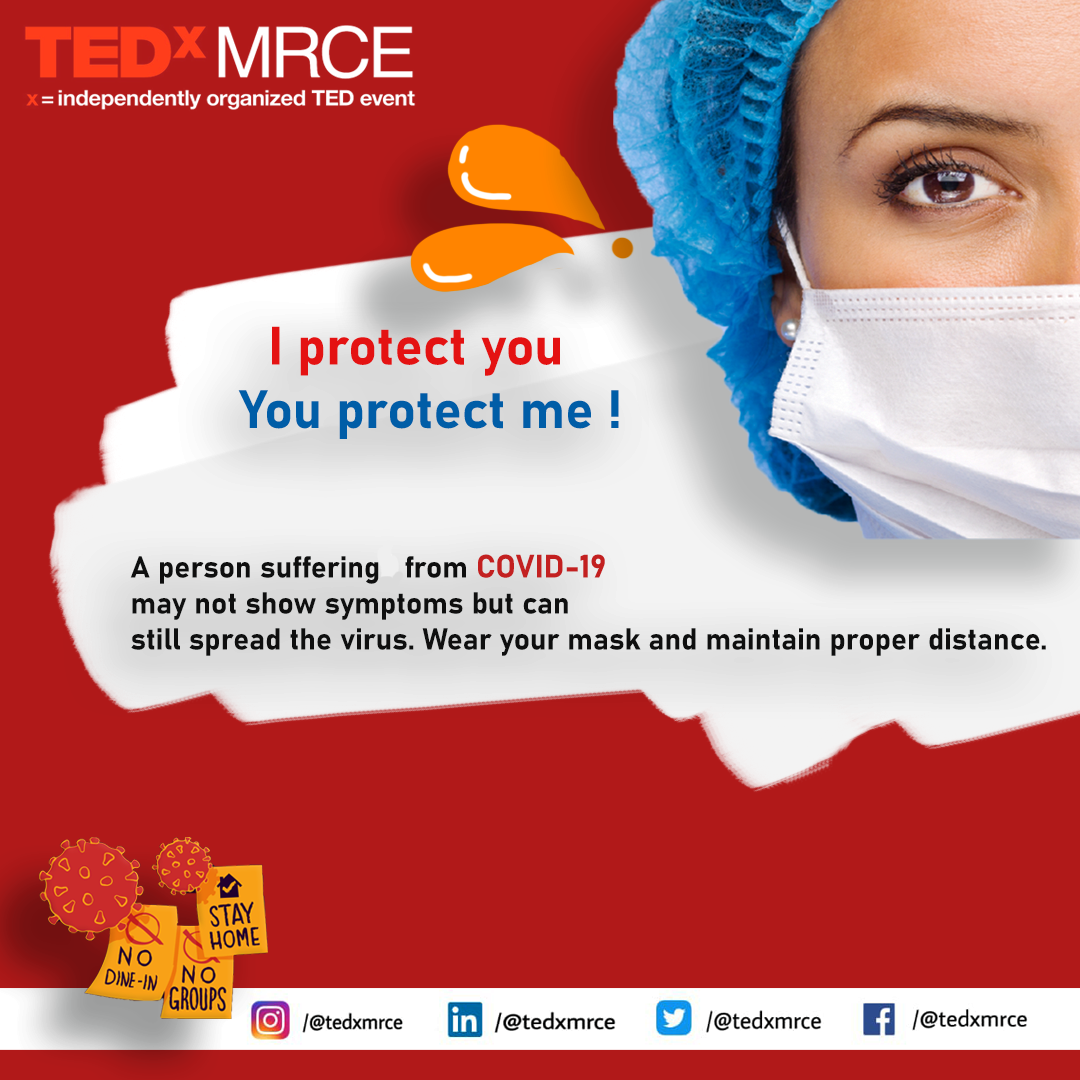 TEDx MRCE
x = independently organized TED event
I protect you
You protect me !
A person suffering from COVID-19
may not show symptoms but can
still spread the virus. Wear your mask and maintain proper distance.
STAY
HOME
NO
DINE-IN
NO
GROUPS
/@tedxmrce
in /@tedxmrce
/@tedxmrce
f /@tedxmrce